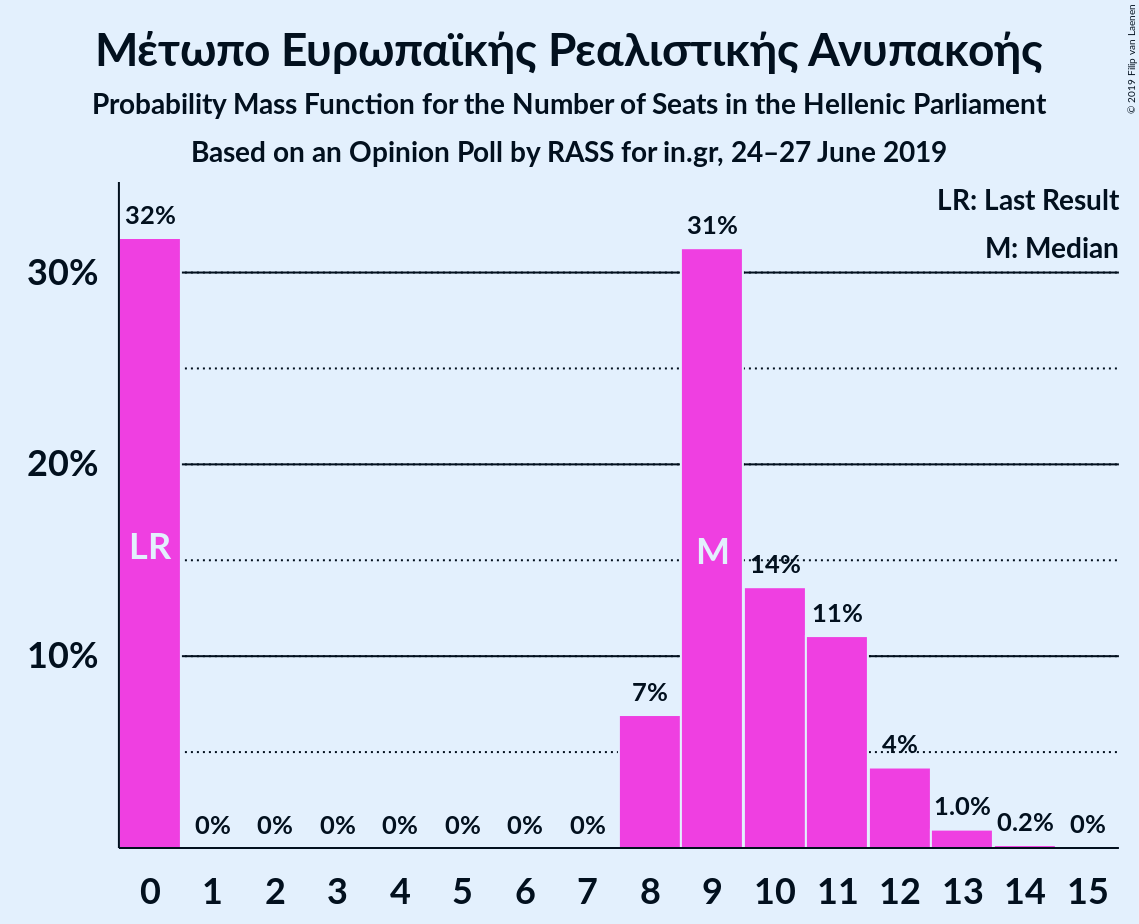 Μέτωπο Ευρωπαϊκής Ρεαλιστικής Ανυπακοής
Probability Mass Function for the Number of Seats in the Hellenic Parliament
Based on an Opinion Poll by RASS for in.gr, 24–27 June 2019
© 2019 Filip van Laenen
LR: Last Result
M: Median
30%
20%
10%
32%
0%
0%
0%
0%
0%
0%
0%
7%
31%
14%
11%
4%
1.0%
0.2%
0%
LR
M
0 1 2 3 4 5 6 7 8 9 10 11 12 13 14 15